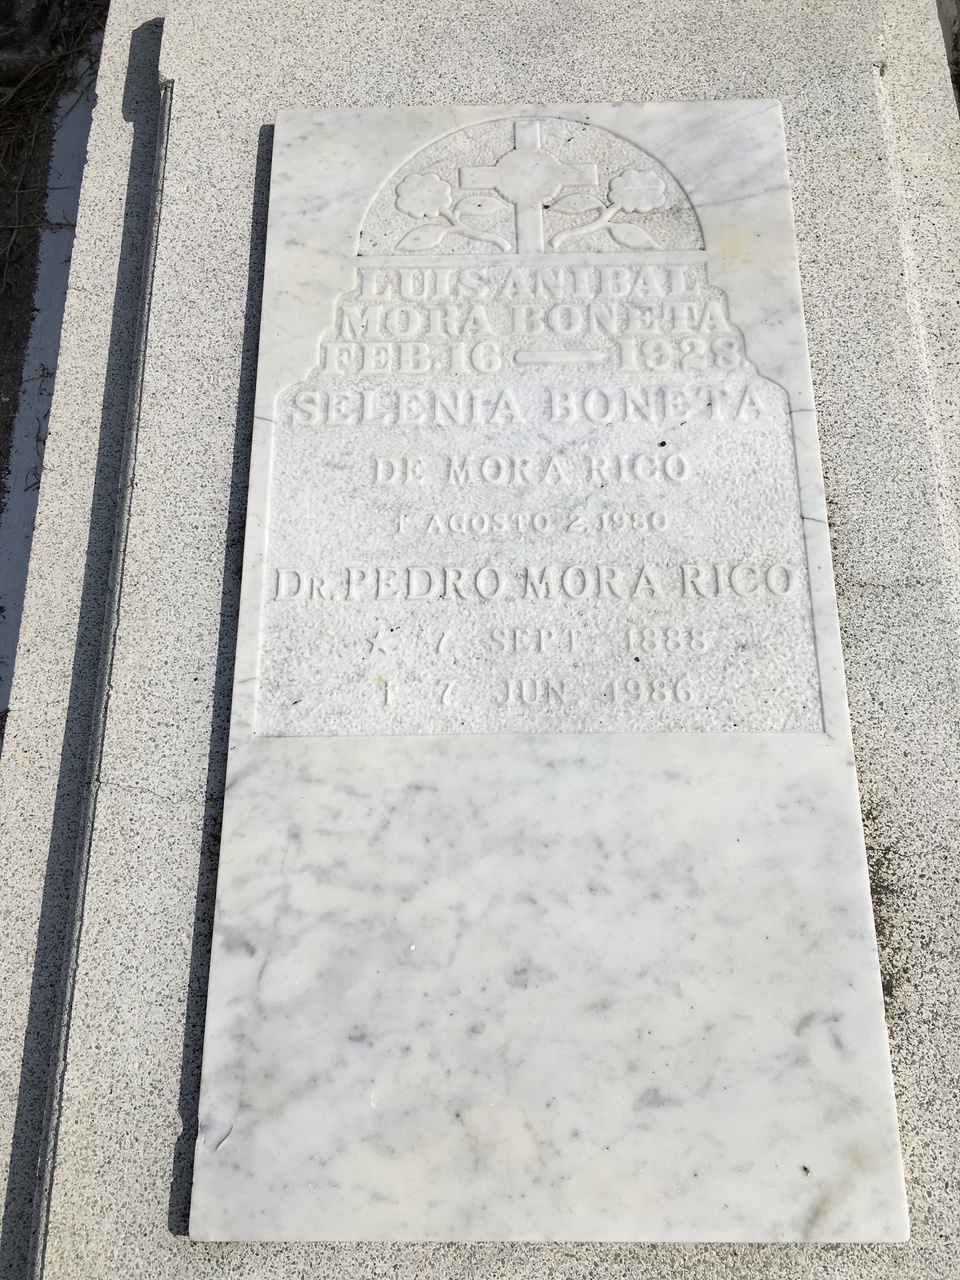 LUIS ANIBAL
MORA BONETA
FEB. 16 — 1928
SELENIA BONETA
DE MORA RICO
† AGOSTO 2, 1980
DR. PEDRO MORA RICO
★ 7 SEPT 1888
† 7 JUN 1986